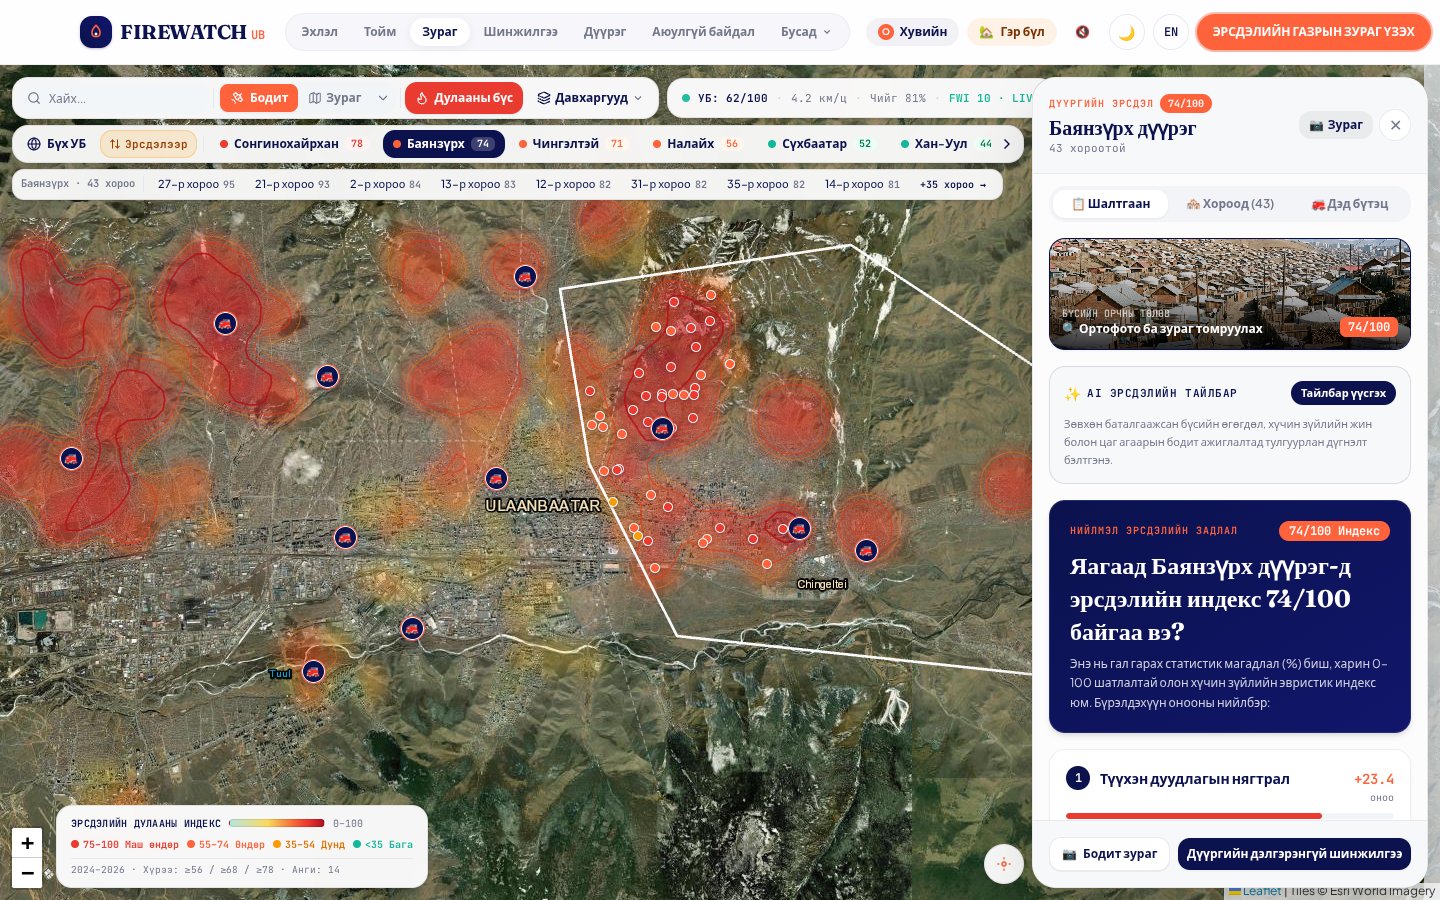 FIREWATCH UB
Эхлэл Тойм Зураг Шинжилгээ Дүүрэг Аюулгүй байдал Бусад
Хувийн Гэр бүл EN ЭРСДЭЛИЙН ГАЗРЫН ЗУРАГ ҮЗЭХ
Хайх... Бодит Зураг Дулааны бүс Давхаргууд
УБ: 62/100 · 4.2 км/ц · Чийг 81% · FWI 10 · LIV
Бүх УБ Эрсдэлээр Сонгинохайрхан 78 Баянзүрх 74 Чингэлтэй 71 Налайх 56 Сүхбаатар 52 Хан-Уул 44
Баянзүрх · 43 хороо 27-р хороо 95 21-р хороо 93 2-р хороо 84 13-р хороо 83 12-р хороо 82 31-р хороо 82 35-р хороо 82 14-р хороо 81 +35 хороо →
ULAANBAATAR
Chingeltei
Tuul
ЭРСДЭЛИЙН ДУЛААНЫ ИНДЕКС 0–100
75–100 Маш өндөр 55–74 Өндөр 35–54 Дунд <35 Бага
2024–2026 · Хүрээ: ≥56 / ≥68 / ≥78 · Анги: 14
+
−
ДҮҮРГИЙН ЭРСДЭЛ 74/100
Баянзүрх дүүрэг
43 хороотой
Зураг ✕
Шалтгаан Хороод (43) Дэд бүтэц
БҮСИЙН ОРЧНЫ ТӨЛӨВ
Ортофото ба зураг томруулах 74/100
AI ЭРСДЭЛИЙН ТАЙЛБАР Тайлбар үүсгэх
Зөвхөн баталгаажсан бүсийн өгөгдөл, хүчин зүйлийн жин
болон цаг агаарын бодит ажиглалтад тулгуурлан дүгнэлт
бэлтгэнэ.
НИЙЛМЭЛ ЭРСДЭЛИЙН ЗАДЛАЛ 74/100 Индекс
Яагаад Баянзүрх дүүрэг-д
эрсдэлийн индекс 74/100
байгаа вэ?
Энэ нь гал гарах статистик магадлал (%) биш, харин 0–
100 шатлалтай олон хүчин зүйлийн эвристик индекс
юм. Бүрэлдэхүүн онооны нийлбэр:
1 Түүхэн дуудлагын нягтрал +23.4
оноо
Бодит зураг Дүүргийн дэлгэрэнгүй шинжилгээ
Leaflet | Tiles © Esri World Imagery